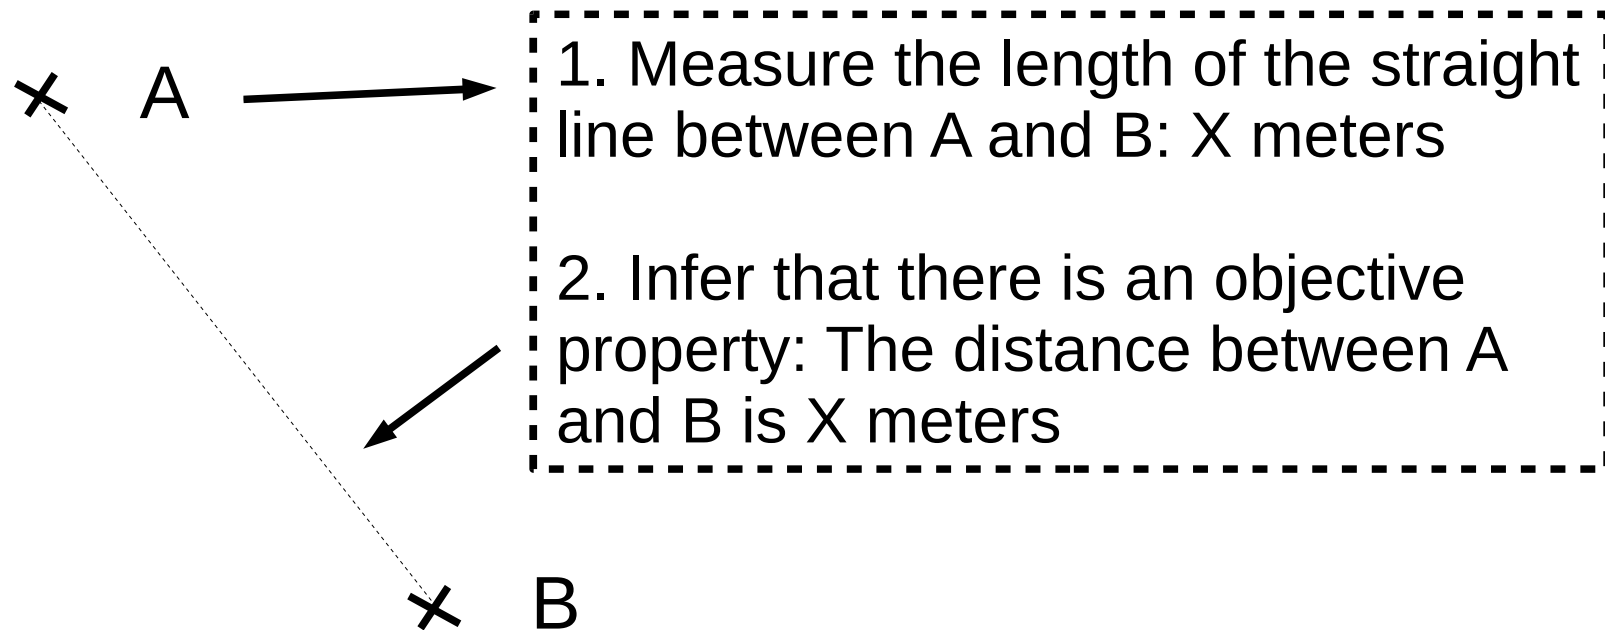 A
1. Measure the length of the straight
line between A and B: X meters
2. Infer that there is an objective
property: The distance between A
and B is X meters
B